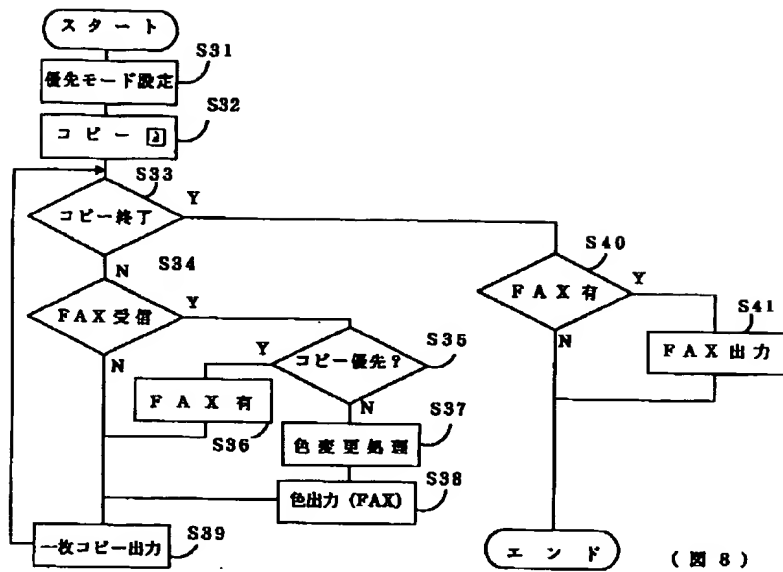 スタート
S31
優先モード設定
S32
コピー
S33
コピー終了
Y
N
S34
FAX受信
Y
N
S35
コピー優先?
Y
N
FAX有
S36
S37
色変更処理
S38
色出力(FAX)
S39
一枚コピー出力
S40
FAX有
Y
N
S41
FAX出力
エンド
(図8)